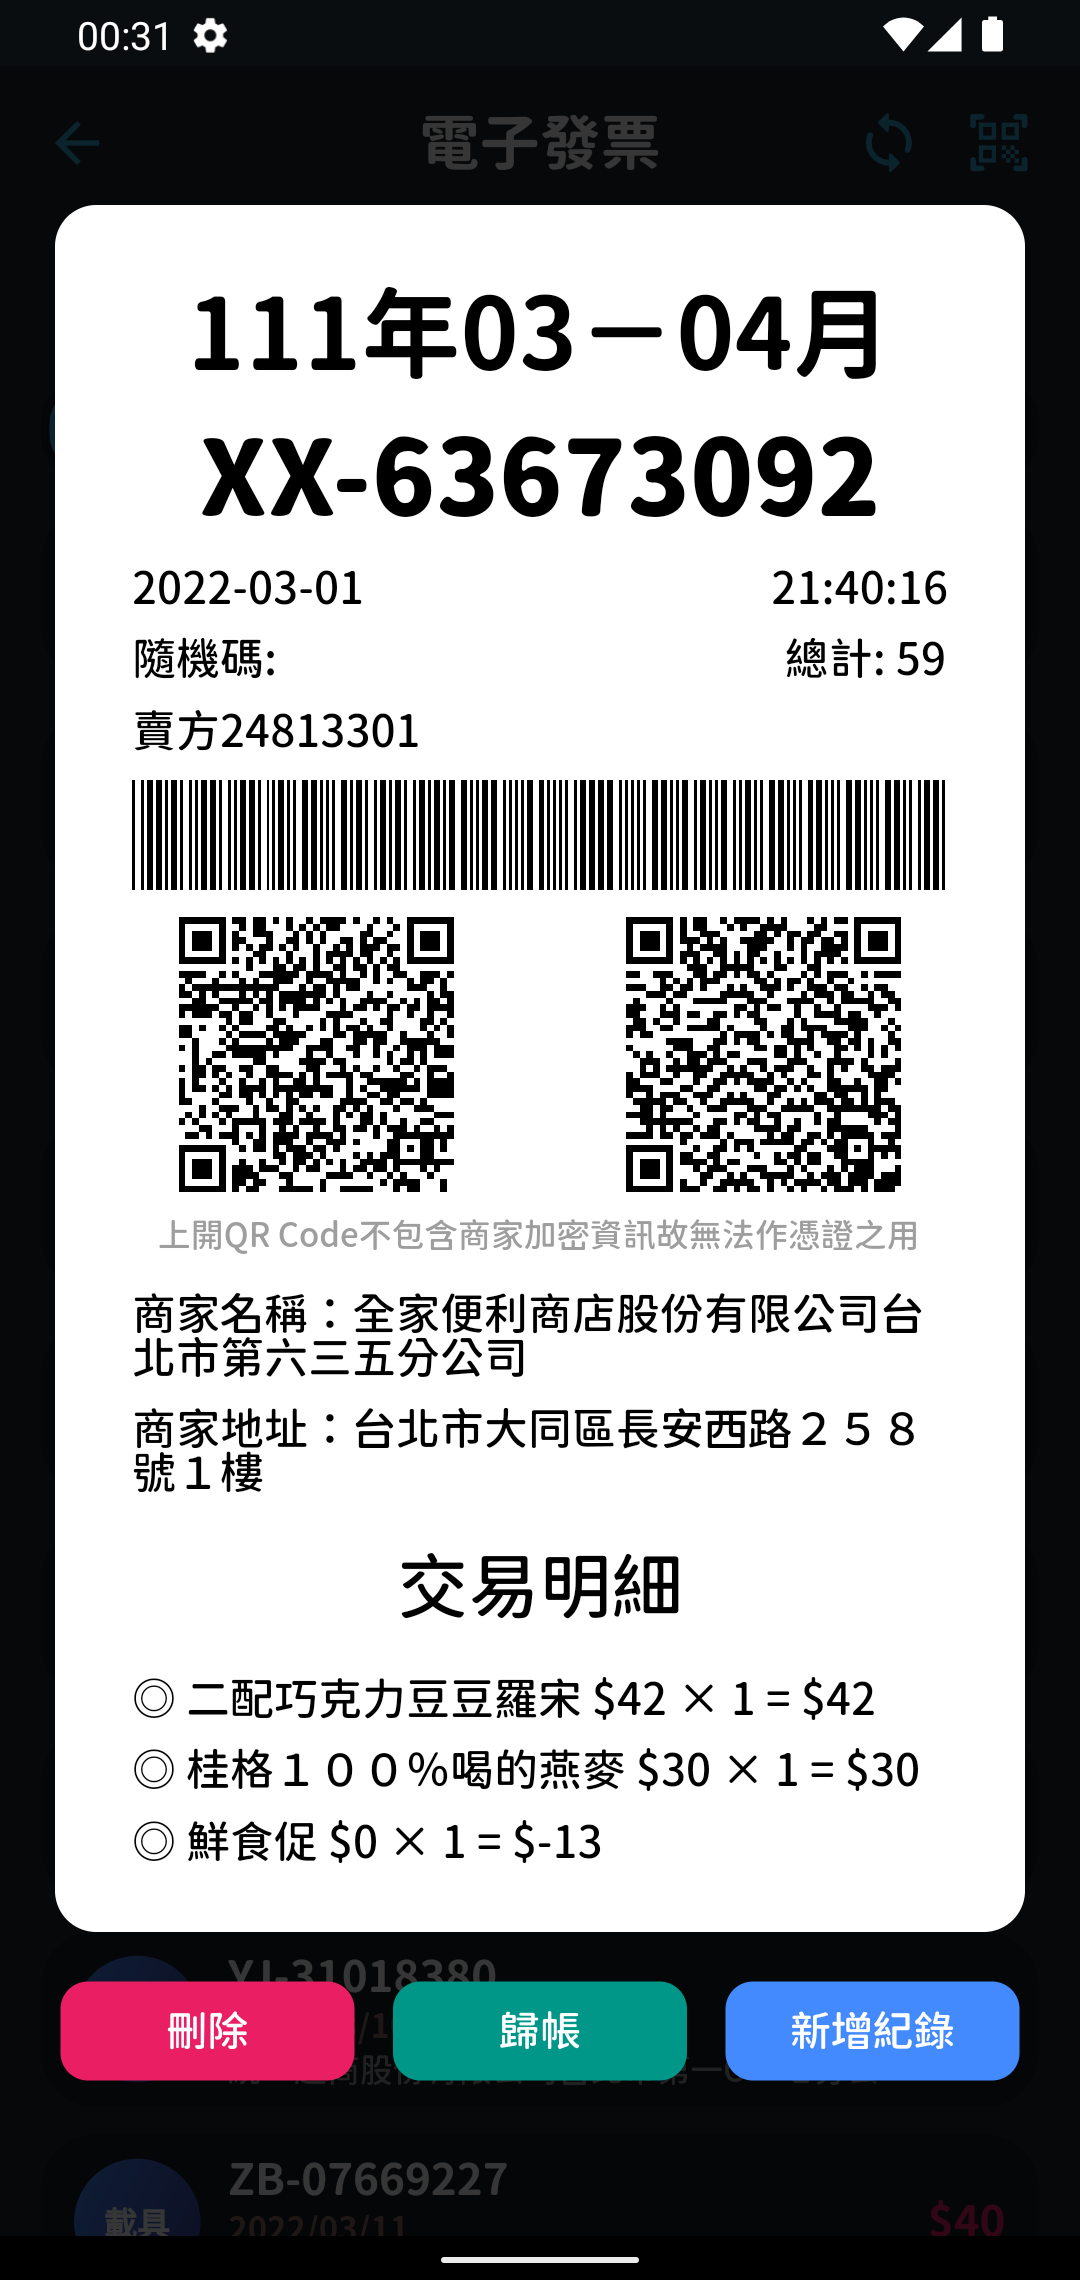 00:31
電子發票
111年03－04月
XX-63673092
2022-03-01 21:40:16
隨機碼: 總計: 59
賣方24813301
上開QR Code不包含商家加密資訊故無法作憑證之用
商家名稱：全家便利商店股份有限公司台
北市第六三五分公司
商家地址：台北市大同區長安西路２５８
號１樓
交易明細
◎ 二配巧克力豆豆羅宋 $42 × 1 = $42
◎ 桂格１００％喝的燕麥 $30 × 1 = $30
◎ 鮮食促 $0 × 1 = $-13
YJ-31018380
刪除 歸帳 新增紀錄
ZB-07669227
載具 2022/03/11 $40